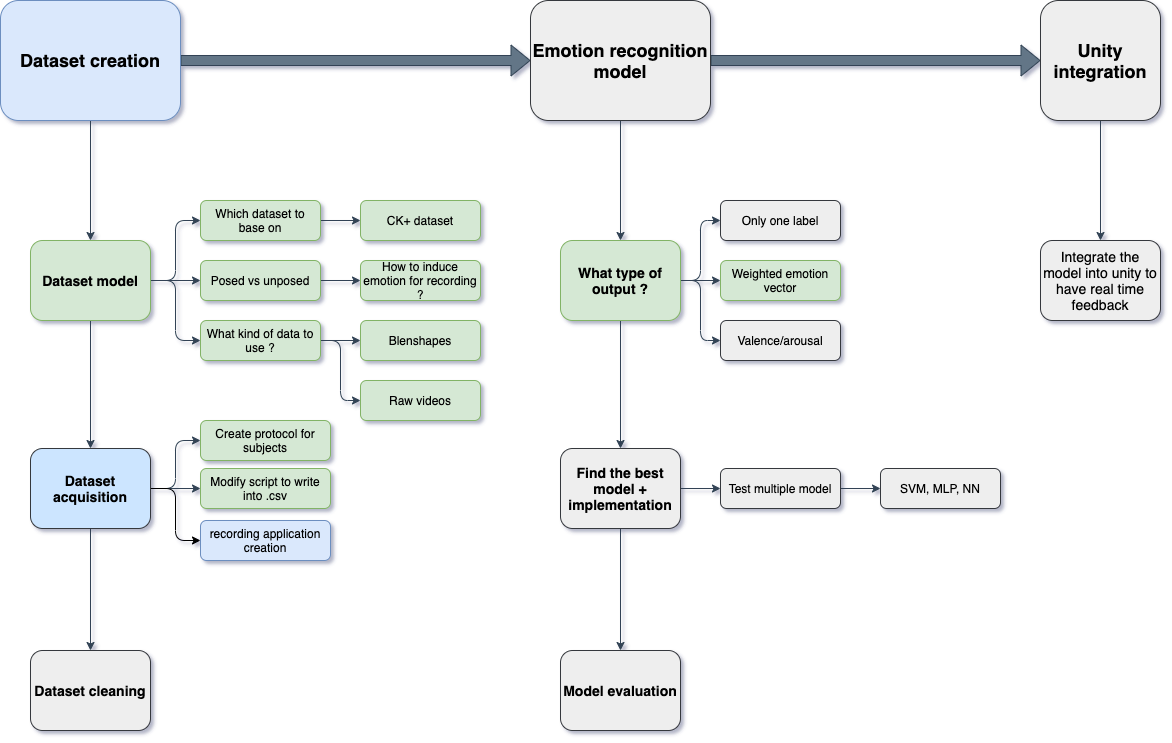 Dataset creation
Emotion recognition
model
Unity
integration
Which dataset to
base on
CK+ dataset
Dataset model
Posed vs unposed
How to induce
emotion for recording
?
What kind of data to
use ?
Blenshapes
Raw videos
Create protocol for
subjects
Dataset
acquisition
Modify script to write
into .csv
recording application
creation
Dataset cleaning
What type of
output ?
Only one label
Weighted emotion
vector
Valence/arousal
Find the best
model +
implementation
Test multiple model
SVM, MLP, NN
Model evaluation
Integrate the
model into unity to
have real time
feedback